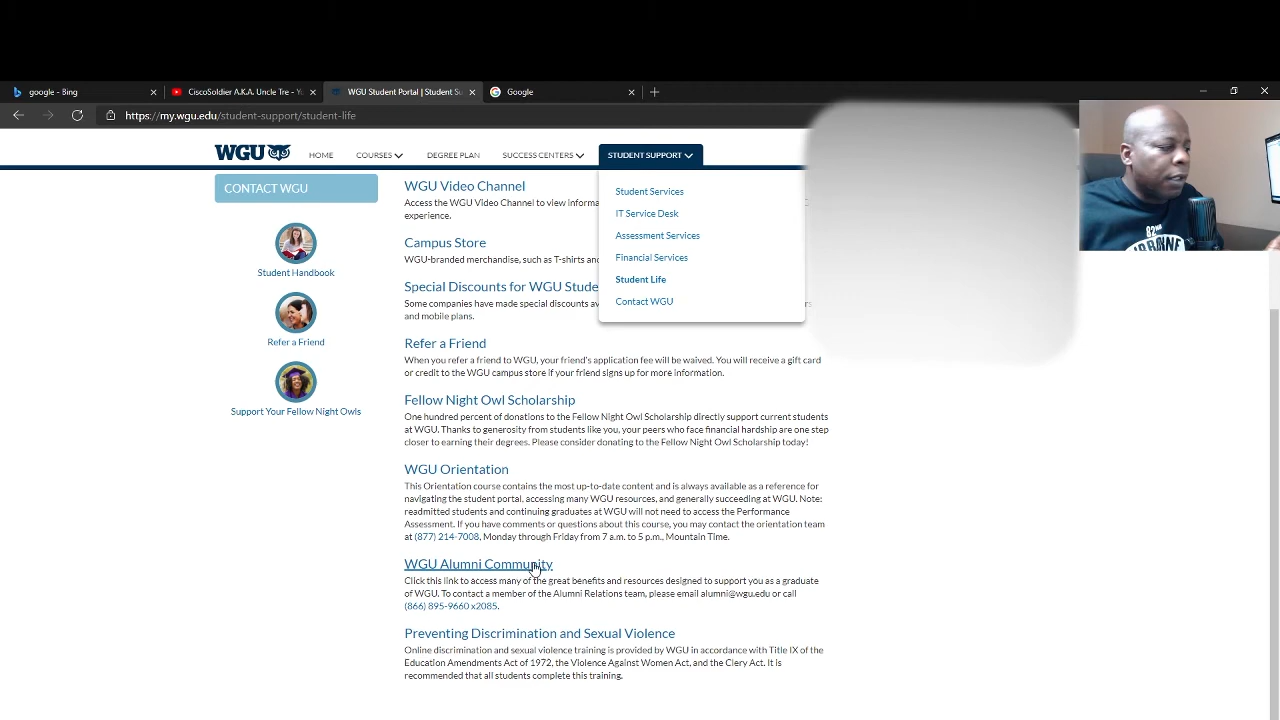 google - Bing
CiscoSoldier A.K.A. Uncle Tre - Yo
WGU Student Portal | Student Su
Google
https://my.wgu.edu/student-support/student-life
WGU
HOME
COURSES
DEGREE PLAN
SUCCESS CENTERS
STUDENT SUPPORT
Student Services
IT Service Desk
Assessment Services
Financial Services
Student Life
Contact WGU
CONTACT WGU
Student Handbook
Refer a Friend
Support Your Fellow Night Owls
WGU Video Channel
Access the WGU Video Channel to view informa
experience.
Campus Store
WGU-branded merchandise, such as T-shirts and
Special Discounts for WGU Stude
Some companies have made special discounts av
and mobile plans.
Refer a Friend
When you refer a friend to WGU, your friend's application fee will be waived. You will receive a gift card
or credit to the WGU campus store if your friend signs up for more information.
Fellow Night Owl Scholarship
One hundred percent of donations to the Fellow Night Owl Scholarship directly support current students
at WGU. Thanks to generosity from students like you, your peers who face financial hardship are one step
closer to earning their degrees. Please consider donating to the Fellow Night Owl Scholarship today!
WGU Orientation
This Orientation course contains the most up-to-date content and is always available as a reference for
navigating the student portal, accessing many WGU resources, and generally succeeding at WGU. Note:
readmitted students and continuing graduates at WGU will not need to access the Performance
Assessment. If you have comments or questions about this course, you may contact the orientation team
at (877) 214-7008, Monday through Friday from 7 a.m. to 5 p.m., Mountain Time.
WGU Alumni Community
Click this link to access many of the great benefits and resources designed to support you as a graduate
of WGU. To contact a member of the Alumni Relations team, please email alumni@wgu.edu or call
(866) 895-9660 x2085.
Preventing Discrimination and Sexual Violence
Online discrimination and sexual violence training is provided by WGU in accordance with Title IX of the
Education Amendments Act of 1972, the Violence Against Women Act, and the Clery Act. It is
recommended that all students complete this training.